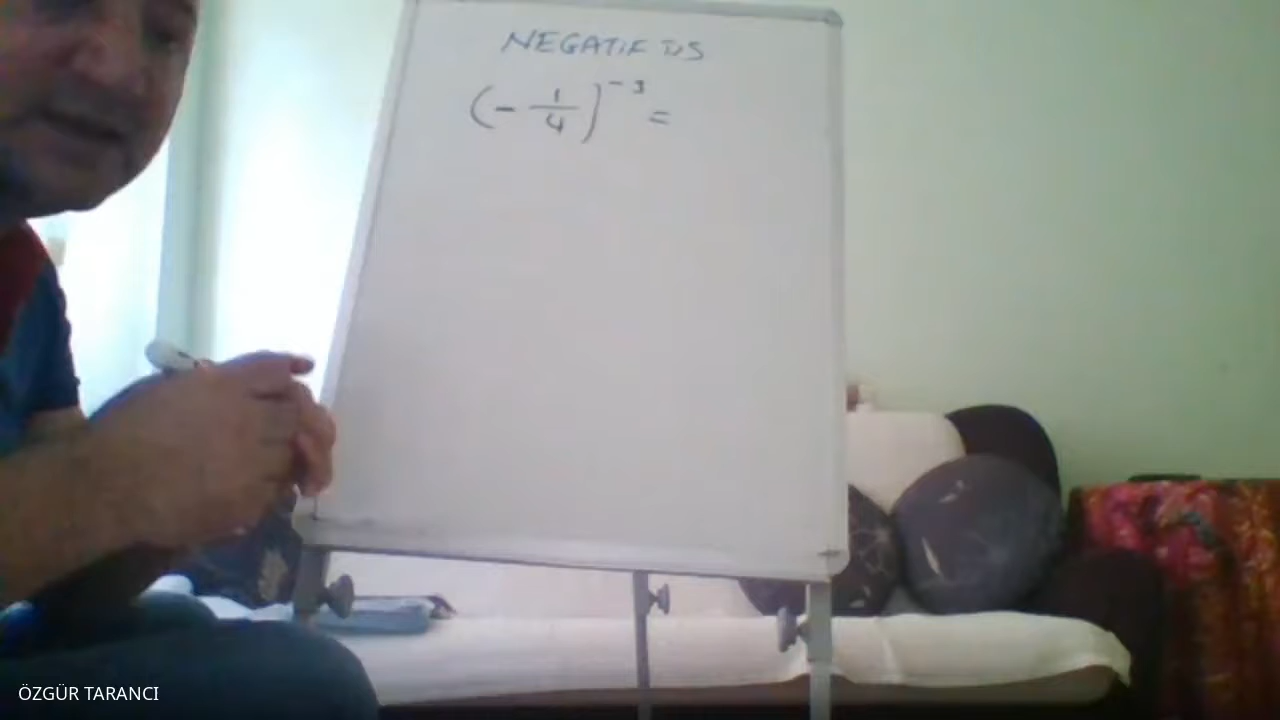 NEGATİF ÜS
(- 1/4)^-3 =
ÖZGÜR TARANCI